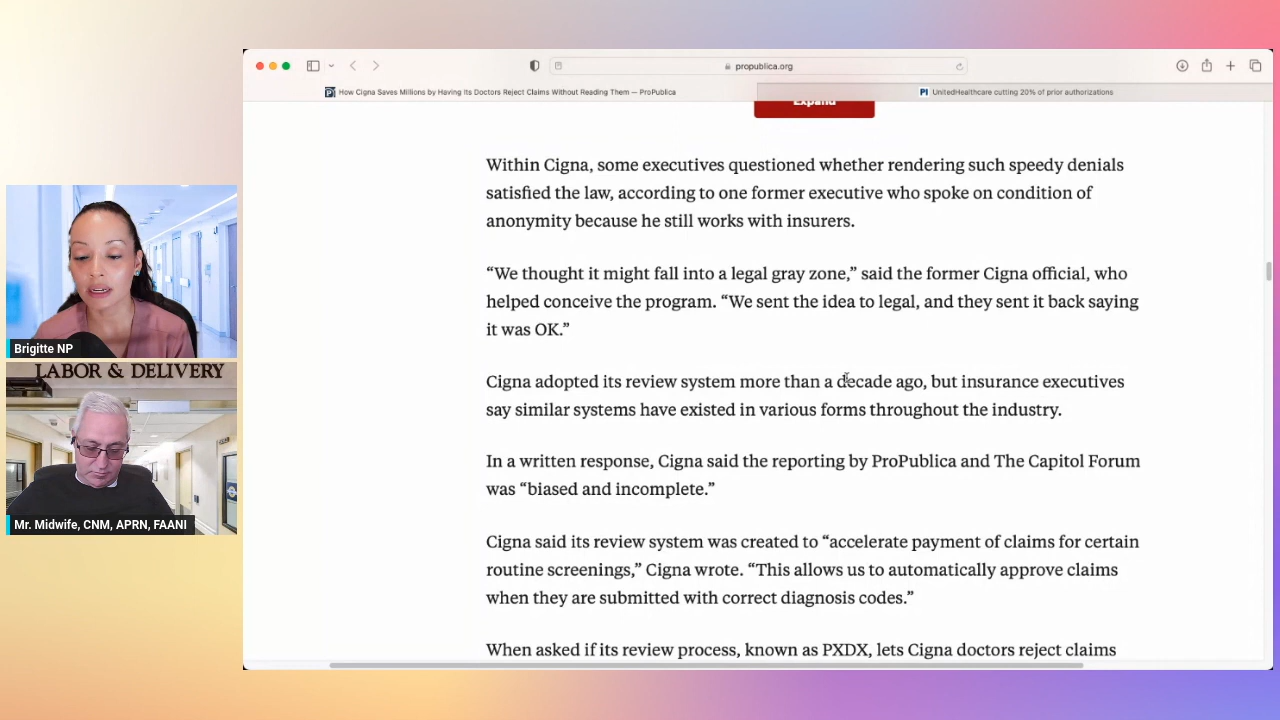 propublica.org
How Cigna Saves Millions by Having Its Doctors Reject Claims Without Reading Them — ProPublica
UnitedHealthcare cutting 20% of prior authorizations
Expand
Within Cigna, some executives questioned whether rendering such speedy denials
satisfied the law, according to one former executive who spoke on condition of
anonymity because he still works with insurers.
“We thought it might fall into a legal gray zone,” said the former Cigna official, who
helped conceive the program. “We sent the idea to legal, and they sent it back saying
it was OK.”
Cigna adopted its review system more than a decade ago, but insurance executives
say similar systems have existed in various forms throughout the industry.
In a written response, Cigna said the reporting by ProPublica and The Capitol Forum
was “biased and incomplete.”
Cigna said its review system was created to “accelerate payment of claims for certain
routine screenings,” Cigna wrote. “This allows us to automatically approve claims
when they are submitted with correct diagnosis codes.”
When asked if its review process, known as PXDX, lets Cigna doctors reject claims
Brigitte NP
LABOR & DELIVERY
Mr. Midwife, CNM, APRN, FAANI